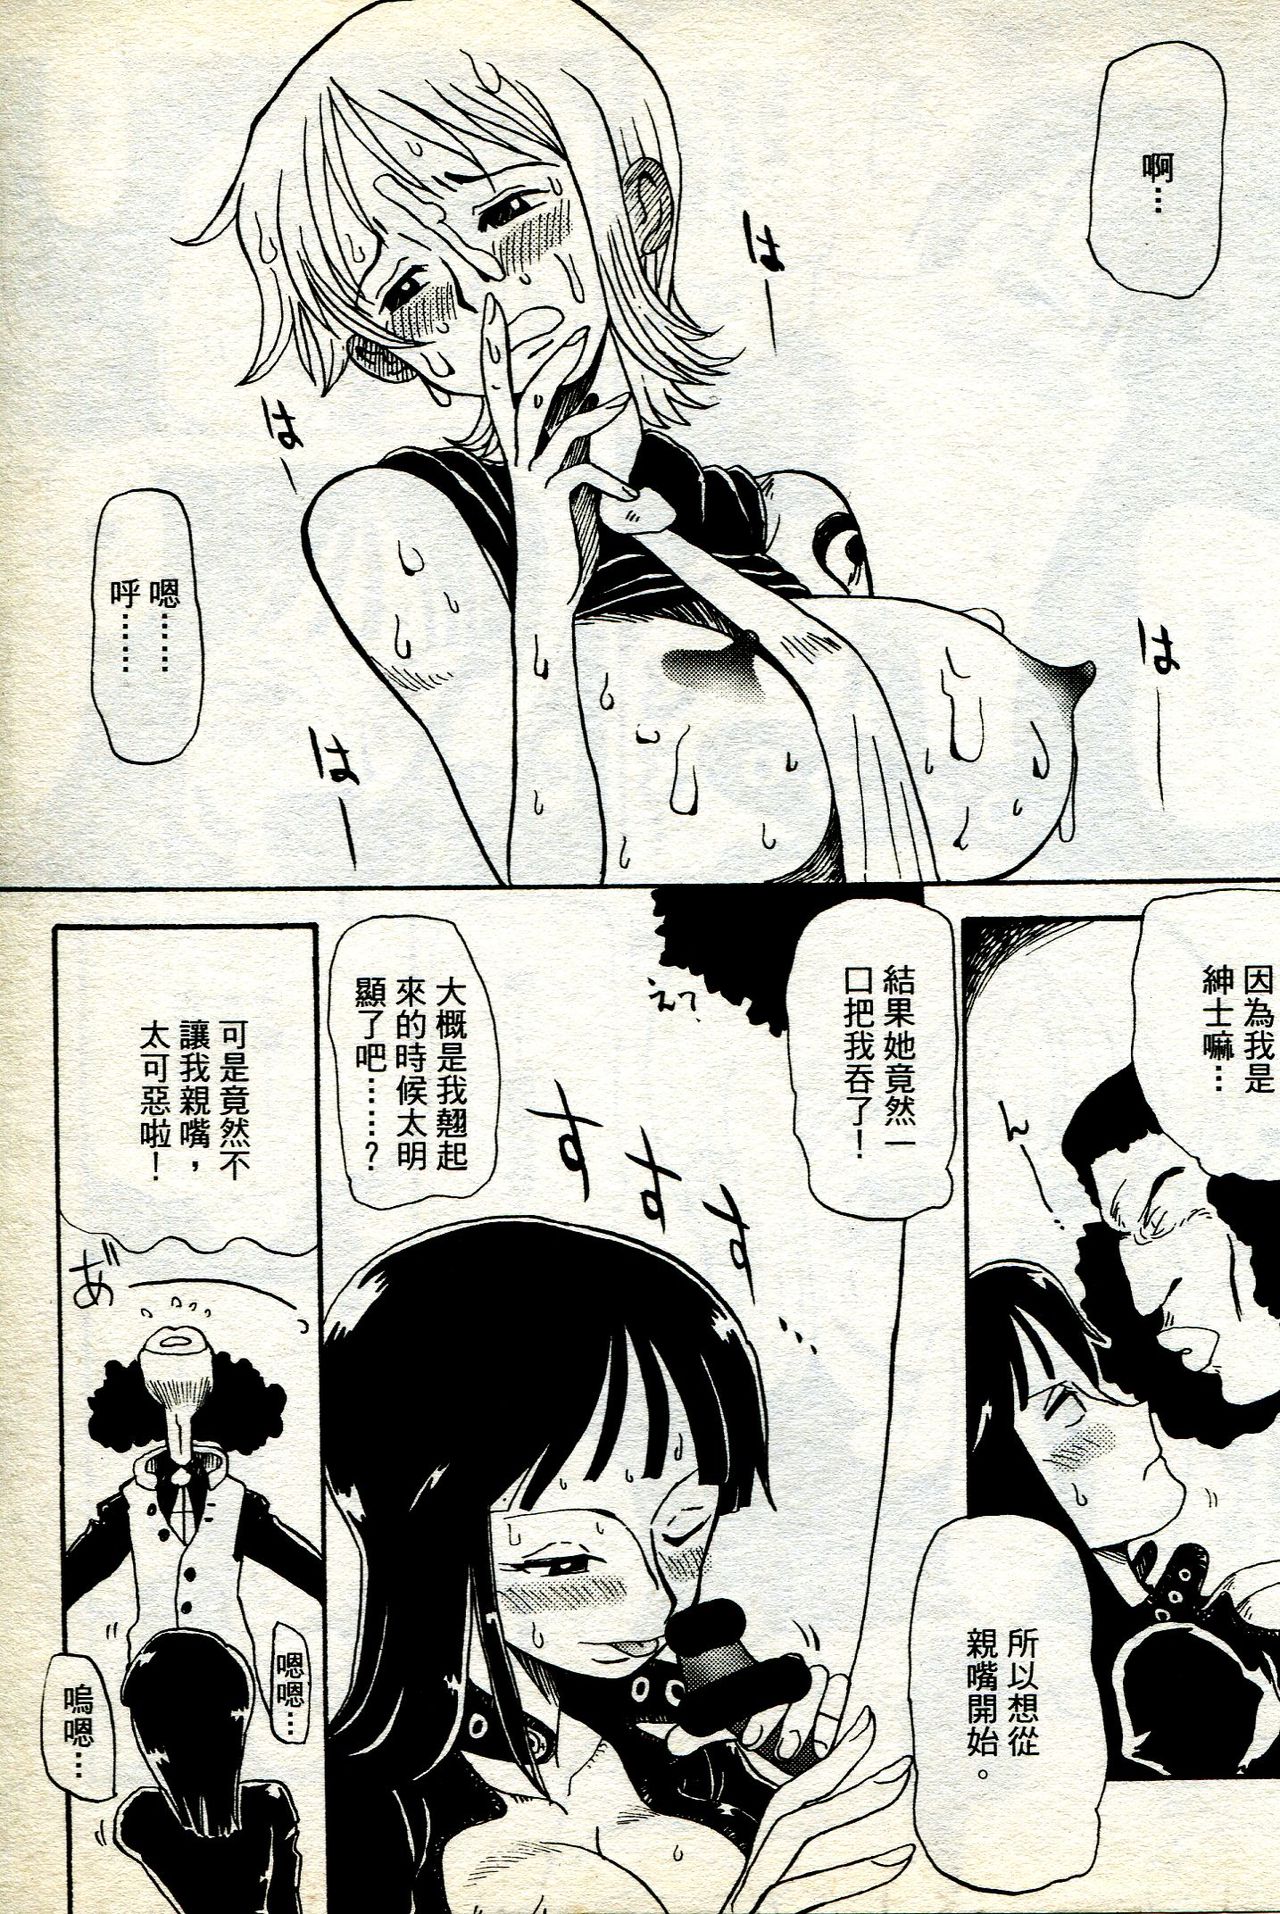 啊…
は
は
は
は
嗯……
呼……
因為我是
紳士嘛…
ん…
所以想從
親嘴開始。
結果她竟然一
口把我吞了！
えっ?
大概是我翹起
來的時候太明
顯了吧……?
す
す
す…
可是竟然不
讓我親嘴，
太可惡啦！
あ゛
嗯嗯…
嗚嗯…